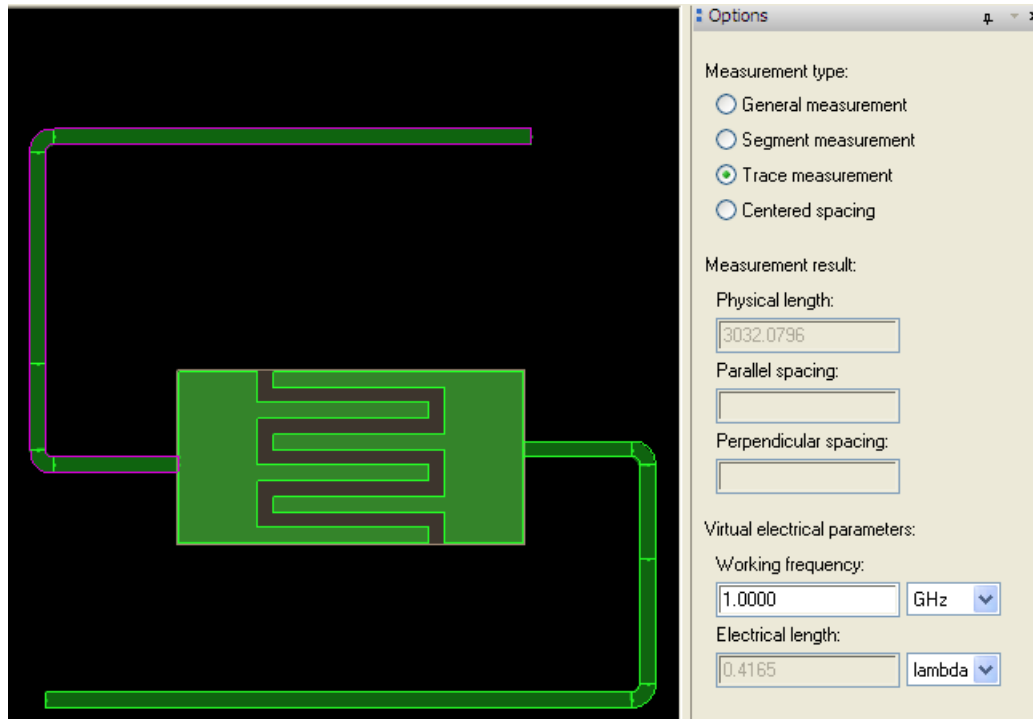 Options
Measurement type:
General measurement
Segment measurement
Trace measurement
Centered spacing
Measurement result:
Physical length:
3032.0796
Parallel spacing:
Perpendicular spacing:
Virtual electrical parameters:
Working frequency:
1.0000 GHz
Electrical length:
0.4165 lambda